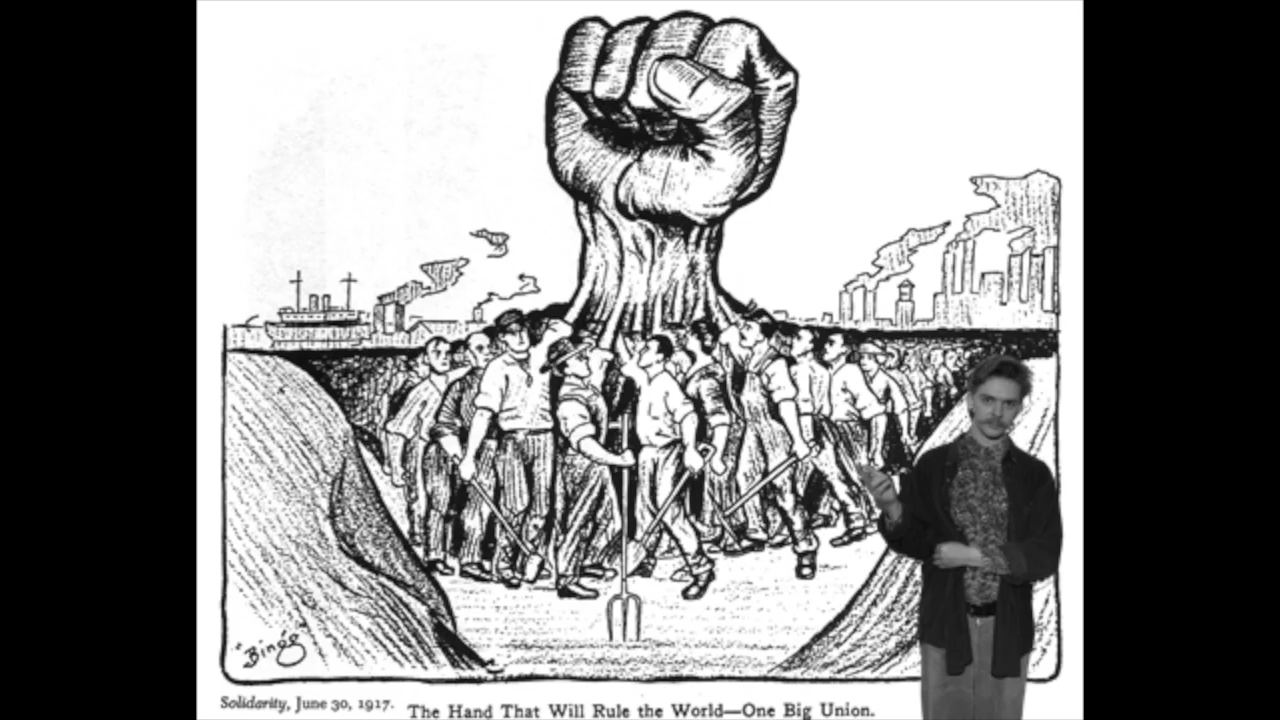 "Bingo"
Solidarity, June 30, 1917.
The Hand That Will Rule the World—One Big Union.